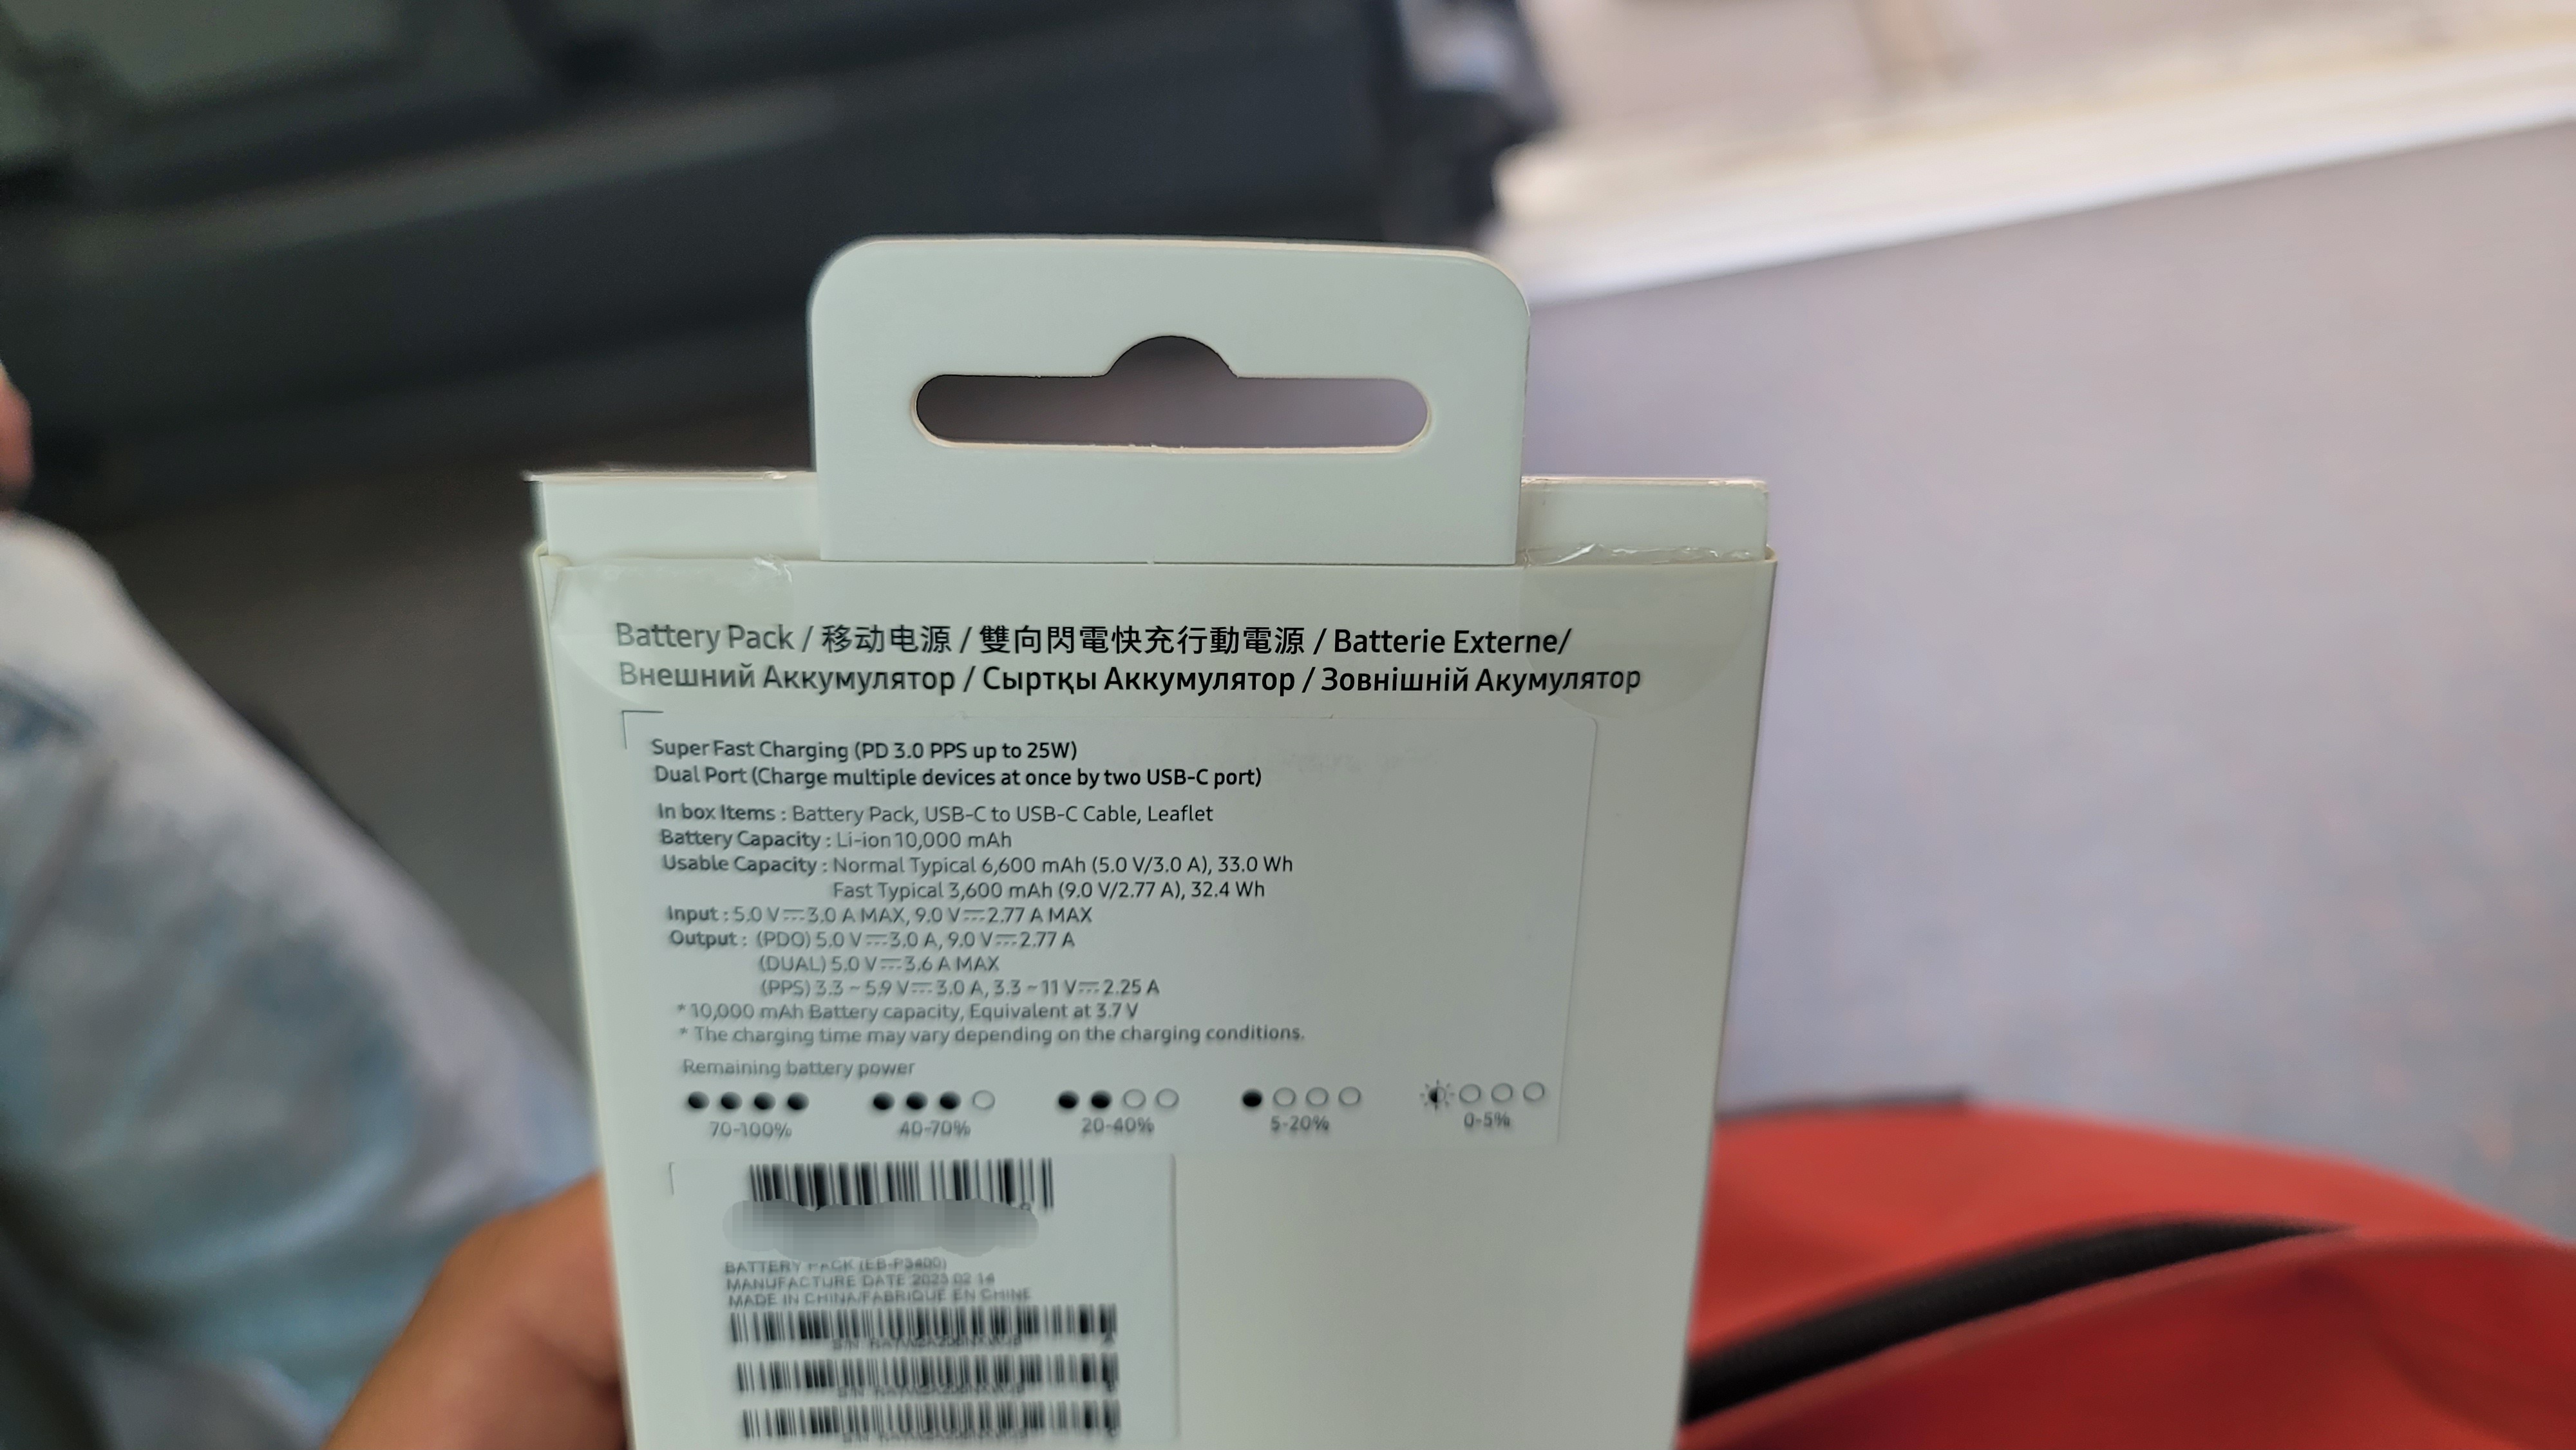 Battery Pack / 移动电源 / 雙向閃電快充行動電源 / Batterie Externe/
Внешний Аккумулятор / Сыртқы Аккумулятор / Зовнішній Акумулятор
Super Fast Charging (PD 3.0 PPS up to 25W)
Dual Port (Charge multiple devices at once by two USB-C port)
In box Items : Battery Pack, USB-C to USB-C Cable, Leaflet
Battery Capacity : Li-ion 10,000 mAh
Usable Capacity : Normal Typical 6,600 mAh (5.0 V/3.0 A), 33.0 Wh
Fast Typical 3,600 mAh (9.0 V/2.77 A), 32.4 Wh
Input : 5.0 V⎓3.0 A MAX, 9.0 V⎓2.77 A MAX
Output : (PDO) 5.0 V⎓3.0 A, 9.0 V⎓2.77 A
(DUAL) 5.0 V⎓3.6 A MAX
(PPS) 3.3 ~ 5.9 V⎓3.0 A, 3.3 ~ 11 V⎓2.25 A
* 10,000 mAh Battery capacity, Equivalent at 3.7 V
* The charging time may vary depending on the charging conditions.
Remaining battery power
70-100% 40-70% 20-40% 5-20% 0-5%
BATTERY PACK (EB-P3400)
MANUFACTURE DATE 2023.02.14
MADE IN CHINA/FABRIQUÉ EN CHINE